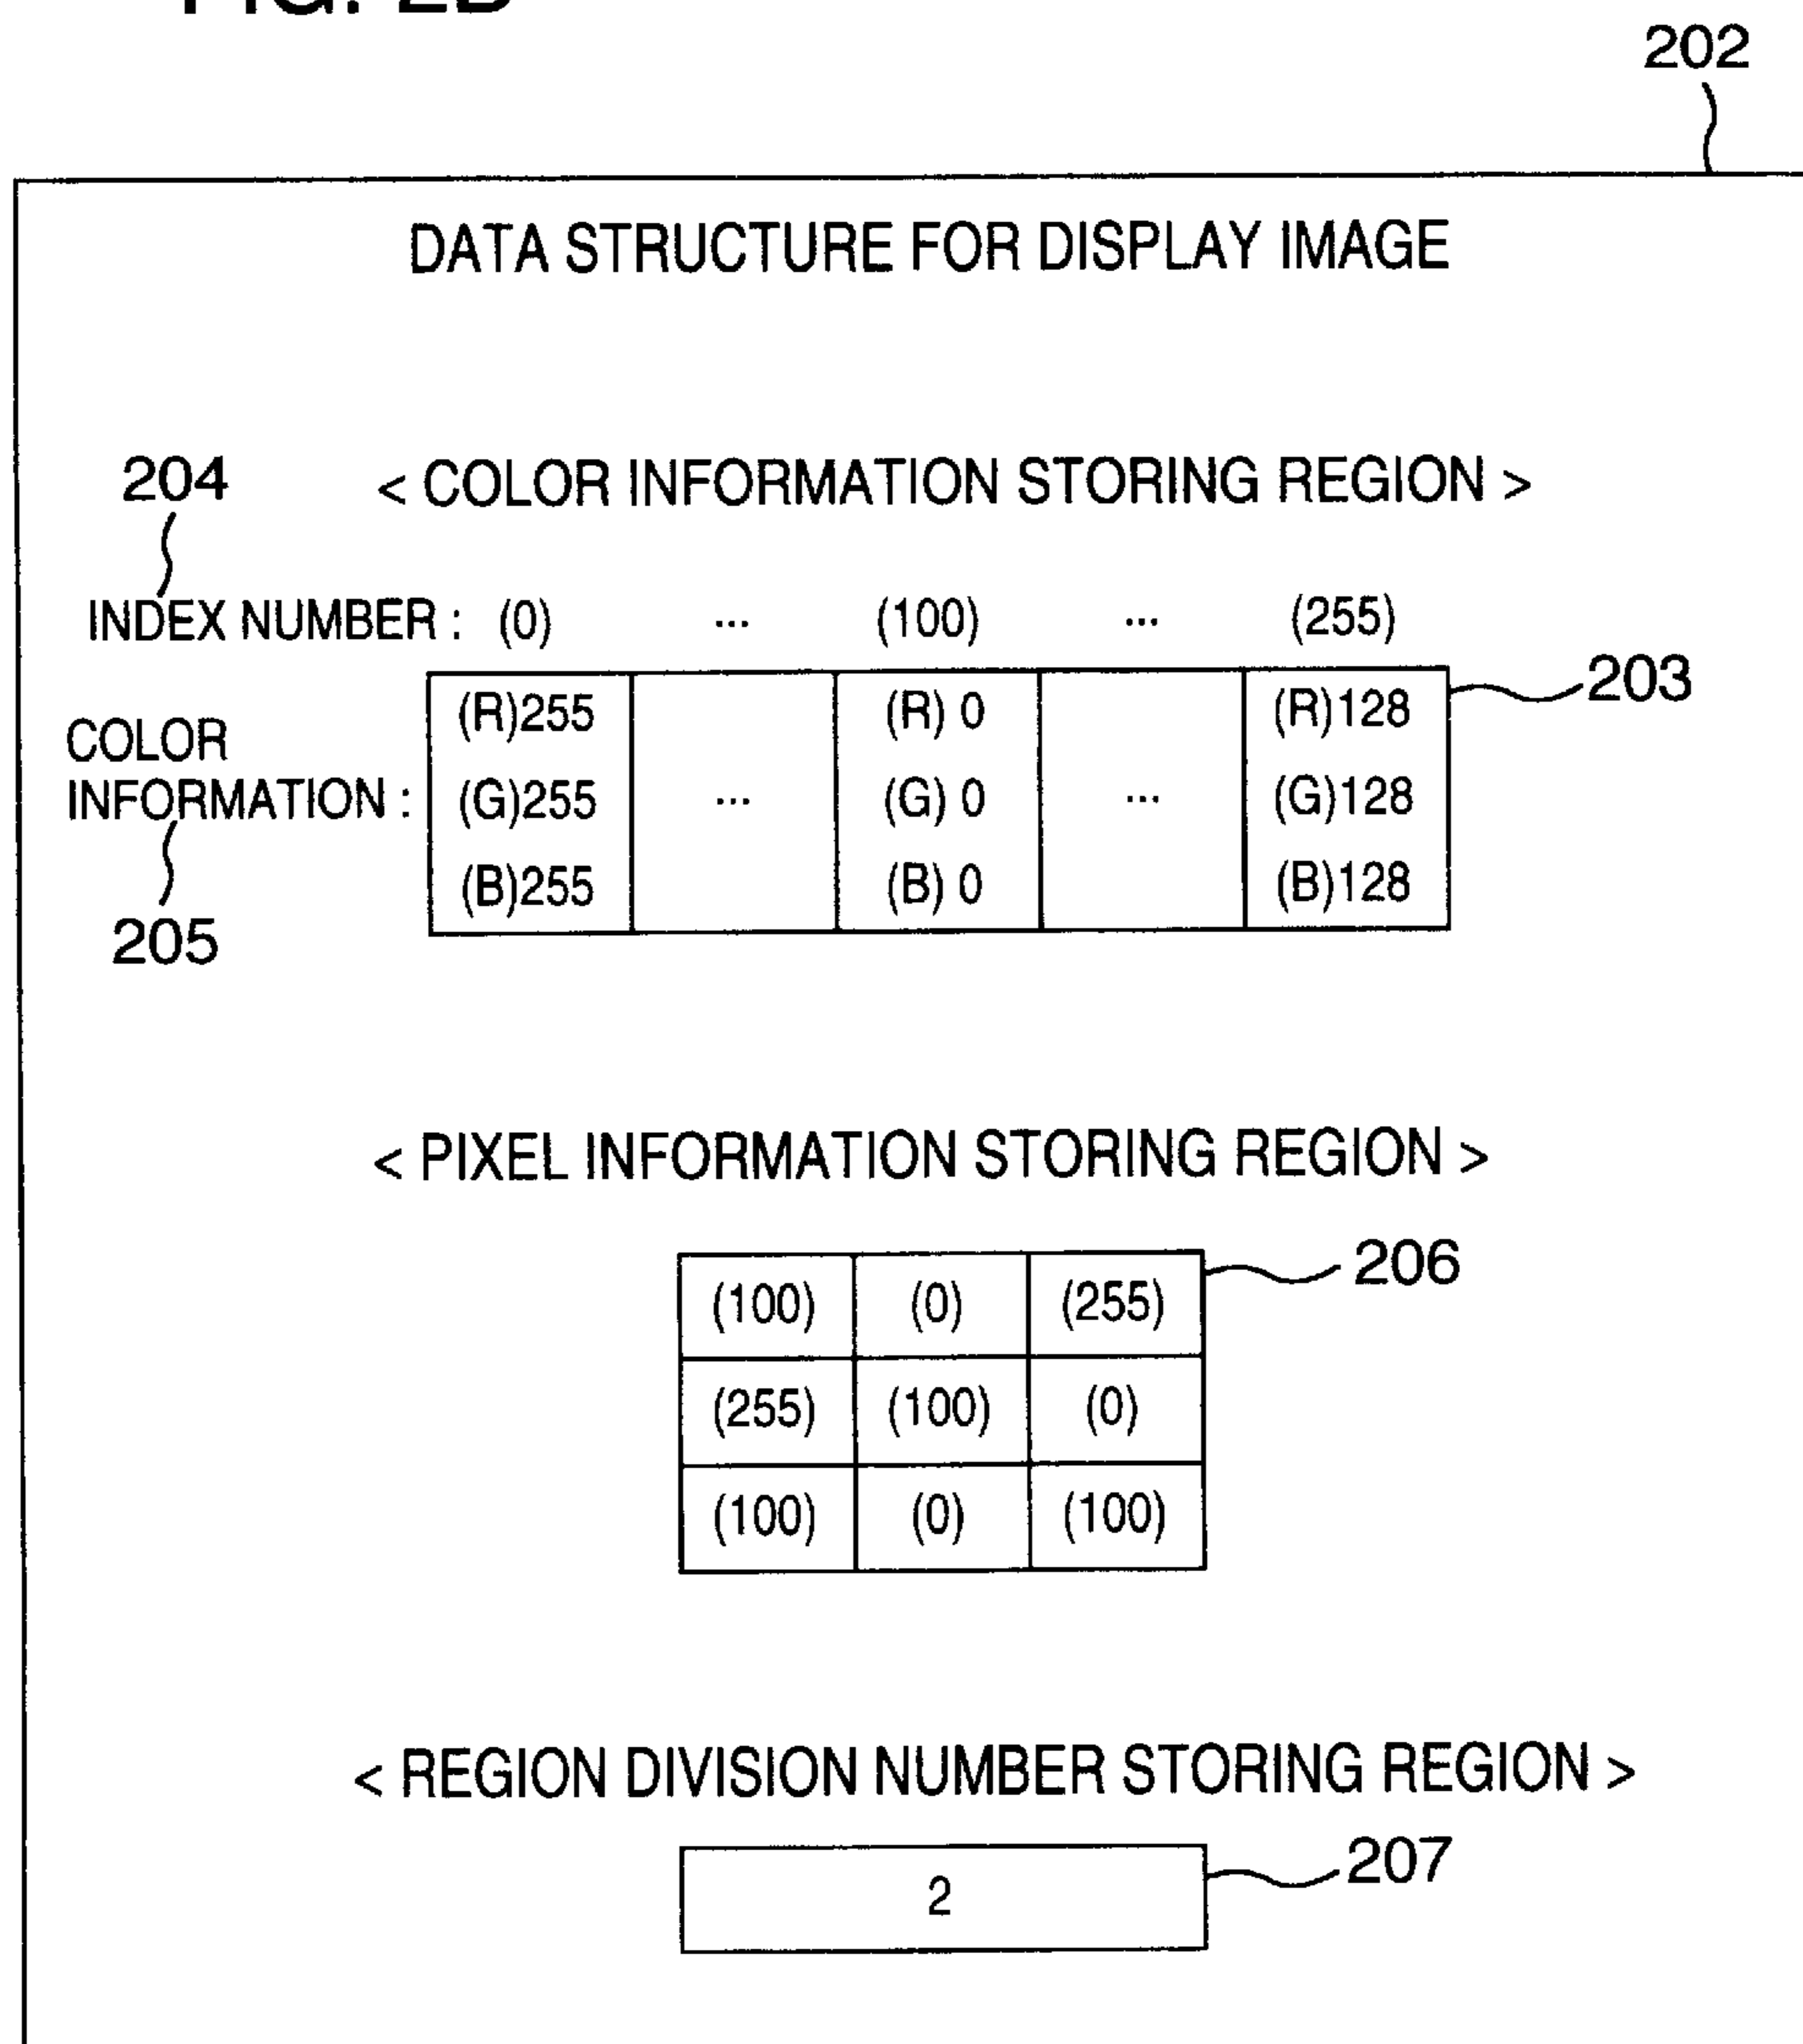 FIG. 2B
202
DATA STRUCTURE FOR DISPLAY IMAGE
204 < COLOR INFORMATION STORING REGION >
INDEX NUMBER : (0) ... (100) ... (255)
203
(R)255 (R) 0 (R)128
COLOR
INFORMATION : (G)255 ... (G) 0 ... (G)128
(B)255 (B) 0 (B)128
205
< PIXEL INFORMATION STORING REGION >
206
(100) (0) (255)
(255) (100) (0)
(100) (0) (100)
< REGION DIVISION NUMBER STORING REGION >
207
2